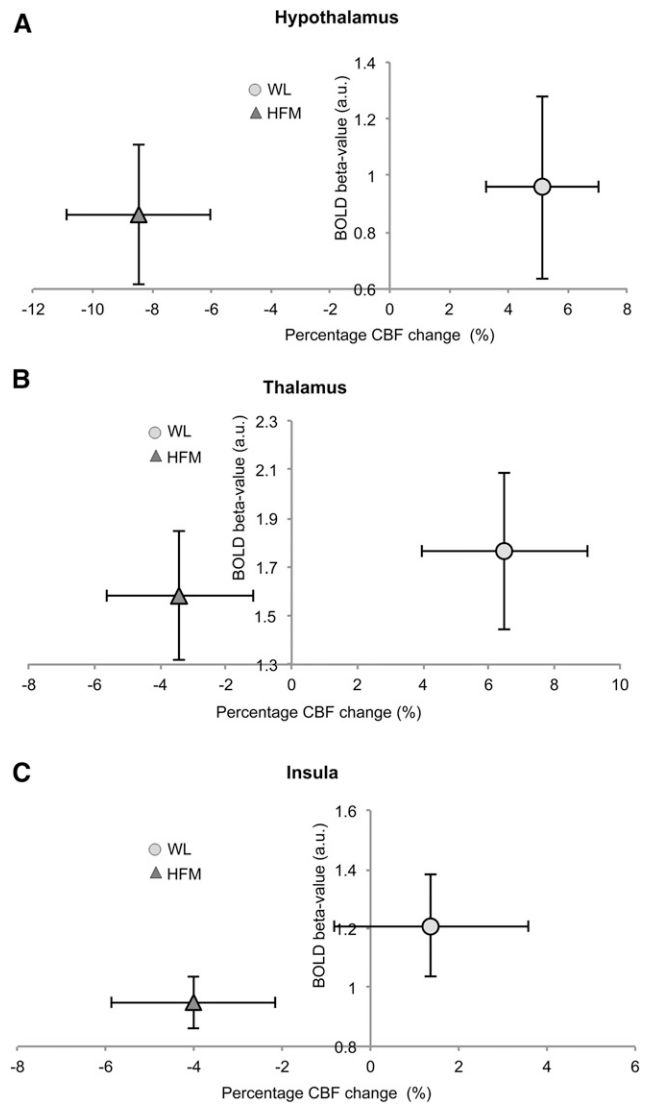 A
Hypothalamus
WL
HFM
BOLD beta-value (a.u.)
1.4
1.2
1
0.8
0.6
-12 -10 -8 -6 -4 -2 0 2 4 6 8
Percentage CBF change (%)
B
Thalamus
WL
HFM
BOLD beta-value (a.u.)
2.3
2.1
1.9
1.7
1.5
1.3
-8 -6 -4 -2 0 2 4 6 8 10
Percentage CBF change (%)
C
Insula
WL
HFM
BOLD beta-value (a.u.)
1.6
1.4
1.2
1
0.8
-8 -6 -4 -2 0 2 4 6
Percentage CBF change (%)